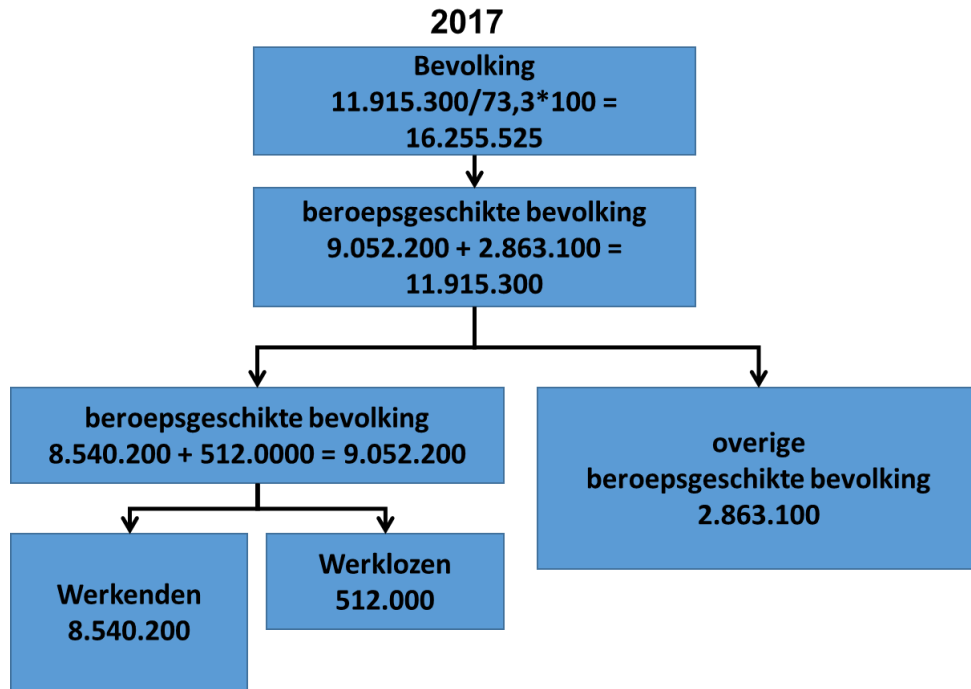 2017
Bevolking
11.915.300/73,3*100 =
16.255.525
beroepsgeschikte bevolking
9.052.200 + 2.863.100 =
11.915.300
beroepsgeschikte bevolking
8.540.200 + 512.0000 = 9.052.200
overige
beroepsgeschikte bevolking
2.863.100
Werkenden
8.540.200
Werklozen
512.000